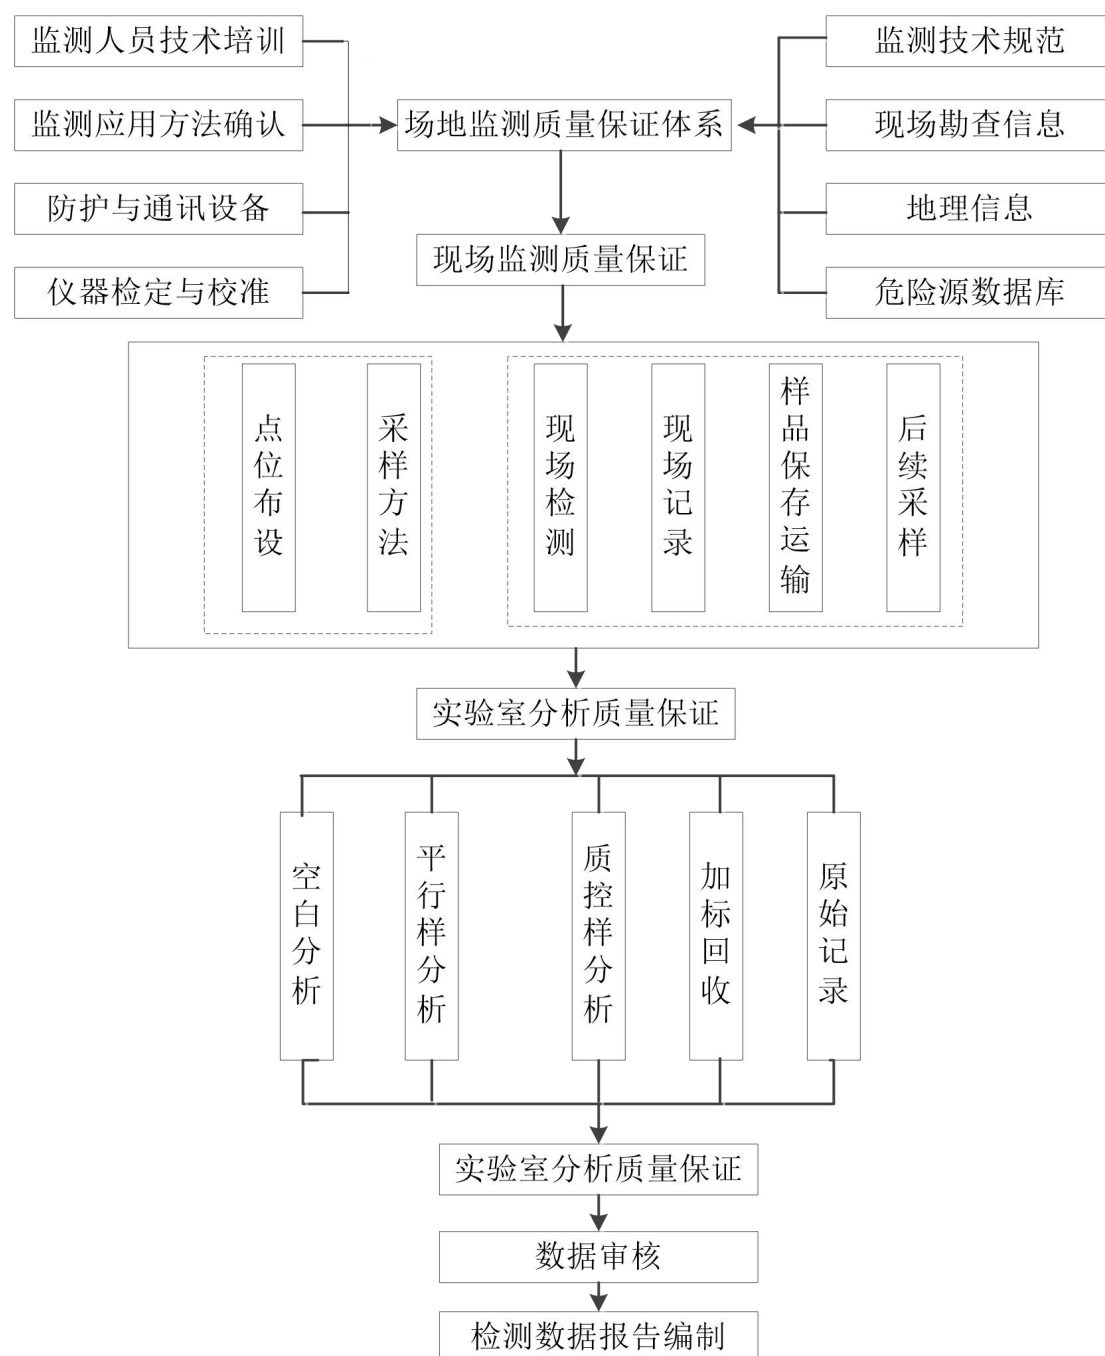 监测人员技术培训
监测技术规范
监测应用方法确认
场地监测质量保证体系
现场勘查信息
防护与通讯设备
地理信息
现场监测质量保证
仪器检定与校准
危险源数据库
点位布设
采样方法
现场检测
现场记录
样品保存运输
后续采样
实验室分析质量保证
空白分析
平行样分析
质控样分析
加标回收
原始记录
实验室分析质量保证
数据审核
检测数据报告编制